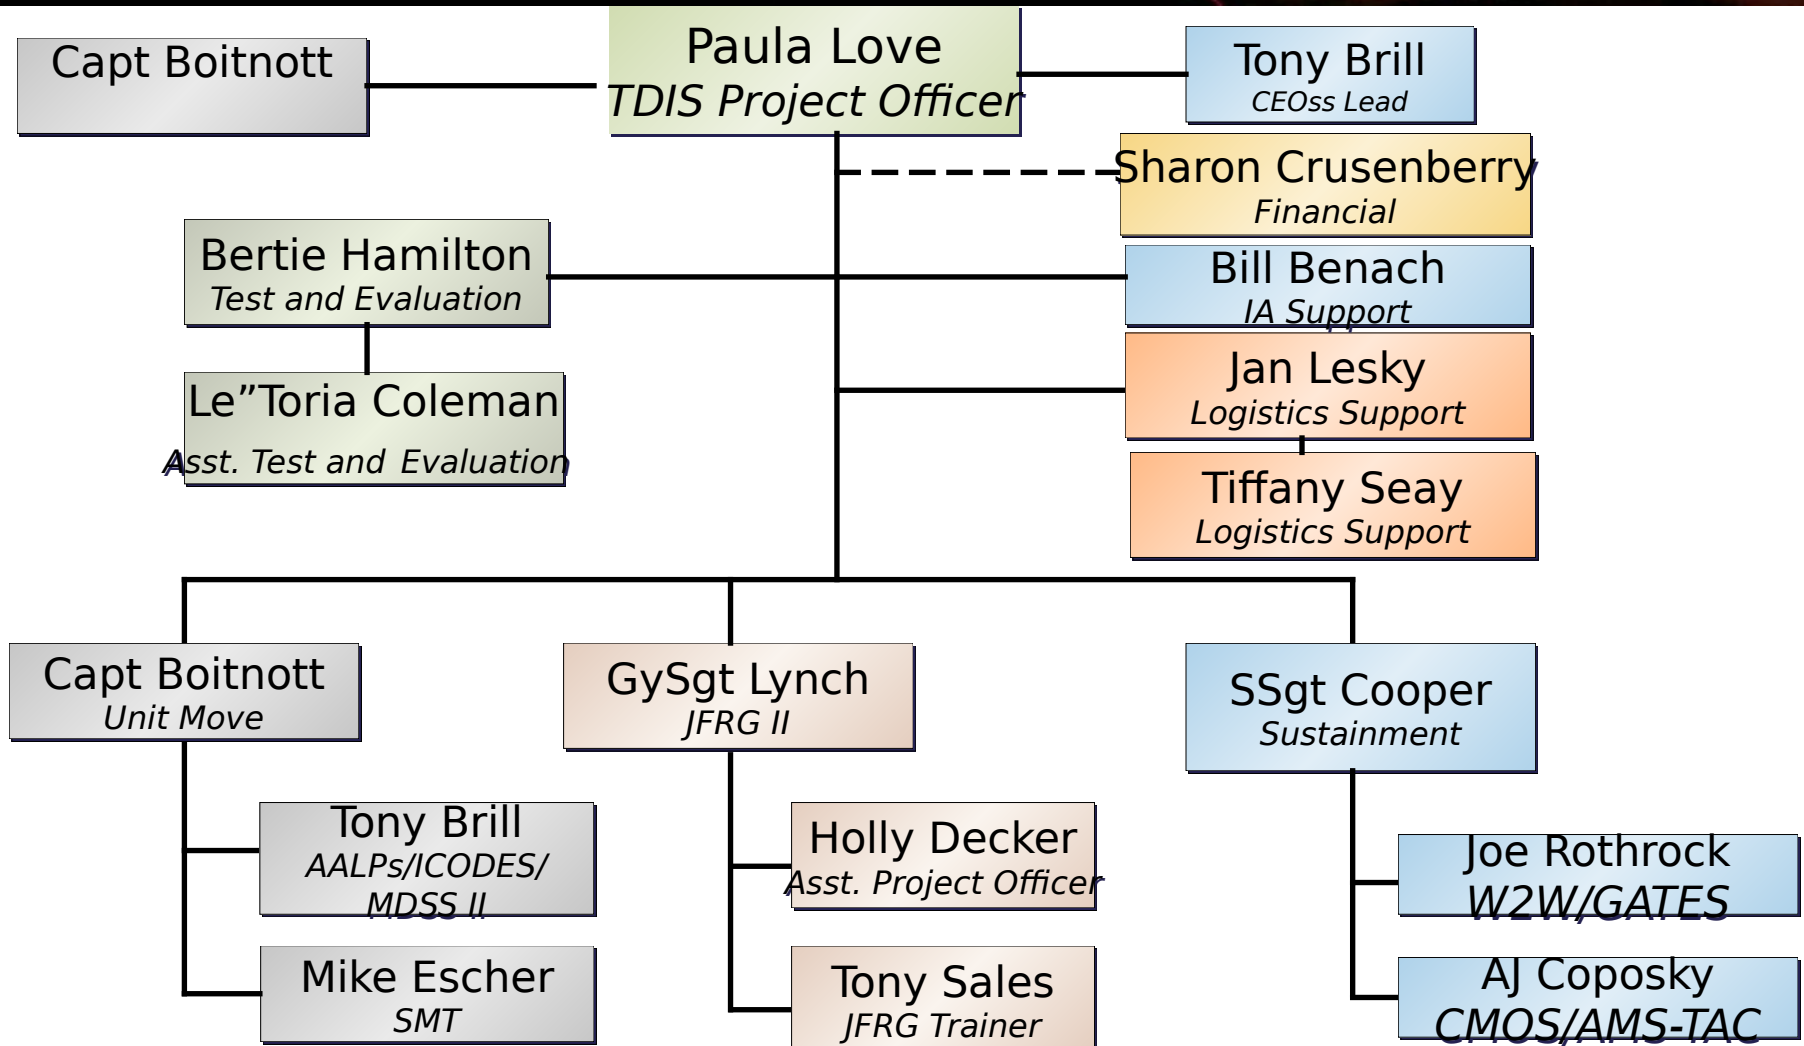 Capt Boitnott
Paula Love
TDIS Project Officer
Tony Brill
CEOss Lead
Sharon Crusenberry
Financial
Bertie Hamilton
Test and Evaluation
Bill Benach
IA Support
Jan Lesky
Logistics Support
Le”Toria Coleman
Asst. Test and Evaluation
Tiffany Seay
Logistics Support
Capt Boitnott
Unit Move
GySgt Lynch
JFRG II
SSgt Cooper
Sustainment
Tony Brill
AALPs/ICODES/
MDSS II
Holly Decker
Asst. Project Officer
Joe Rothrock
W2W/GATES
Mike Escher
SMT
Tony Sales
JFRG Trainer
AJ Coposky
CMOS/AMS-TAC